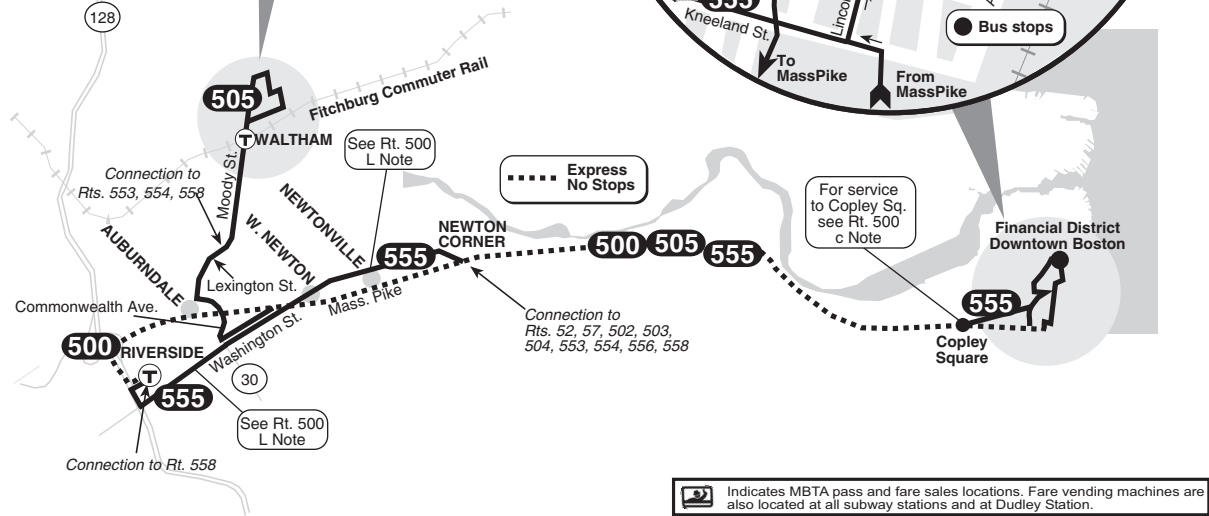 128
555
Kneeland St.
Lincol
Bus stops
To
MassPike
From
MassPike
505
Fitchburg Commuter Rail
T WALTHAM
See Rt. 500
L Note
Express
No Stops
Connection to
Rts. 553, 554, 558
Moody St.
AUBURNDALE
W. NEWTON
NEWTONVILLE
NEWTON
CORNER
555
500
505
555
For service
to Copley Sq.
see Rt. 500
c Note
Financial District
Downtown Boston
Lexington St.
Commonwealth Ave.
Mass. Pike
Washington St.
Connection to
Rts. 52, 57, 502, 503,
504, 553, 554, 556, 558
555
Copley
Square
500
RIVERSIDE
T
555
30
See Rt. 500
L Note
Connection to Rt. 558
Indicates MBTA pass and fare sales locations. Fare vending machines are
also located at all subway stations and at Dudley Station.